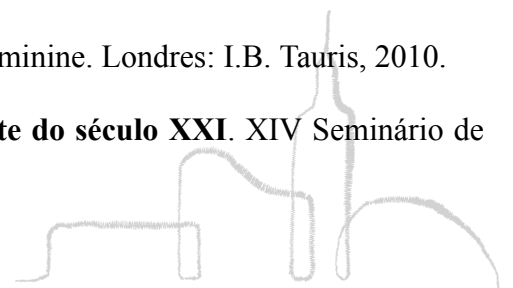 minine. Londres: I.B. Tauris, 2010.
te do século XXI. XIV Seminário de